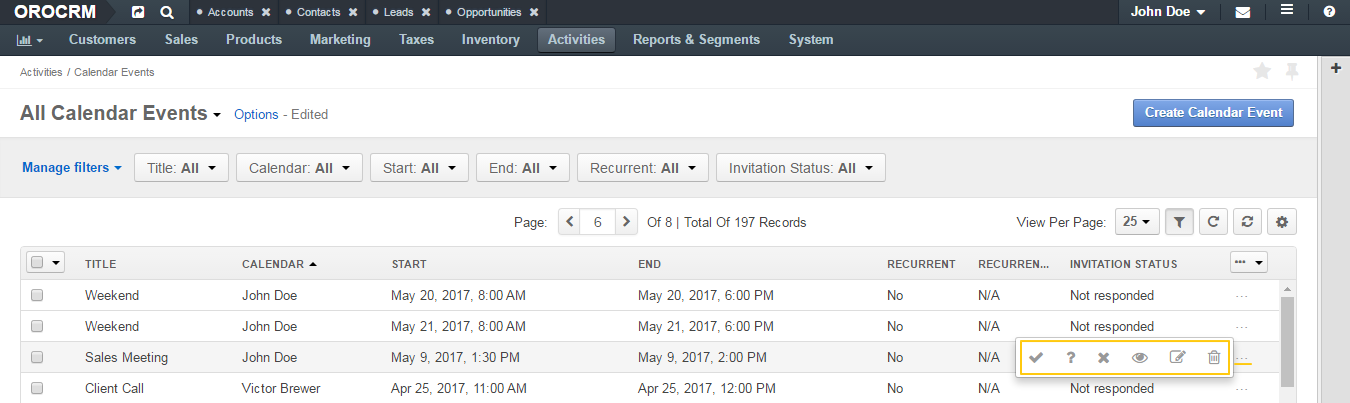 OROCRM Accounts Contacts Leads Opportunities John Doe
Customers Sales Products Marketing Taxes Inventory Activities Reports & Segments System
Activities / Calendar Events
All Calendar Events Options - Edited Create Calendar Event
Manage filters Title: All Calendar: All Start: All End: All Recurrent: All Invitation Status: All
Page: 6 Of 8 | Total Of 197 Records View Per Page: 25
TITLE CALENDAR START END RECURRENT RECURREN... INVITATION STATUS
Weekend John Doe May 20, 2017, 8:00 AM May 20, 2017, 6:00 PM No N/A Not responded ...
Weekend John Doe May 21, 2017, 8:00 AM May 21, 2017, 6:00 PM No N/A Not responded ...
Sales Meeting John Doe May 9, 2017, 1:30 PM May 9, 2017, 2:00 PM No N/A ...
Client Call Victor Brewer Apr 25, 2017, 11:00 AM Apr 25, 2017, 12:00 PM No N/A Not responded ...